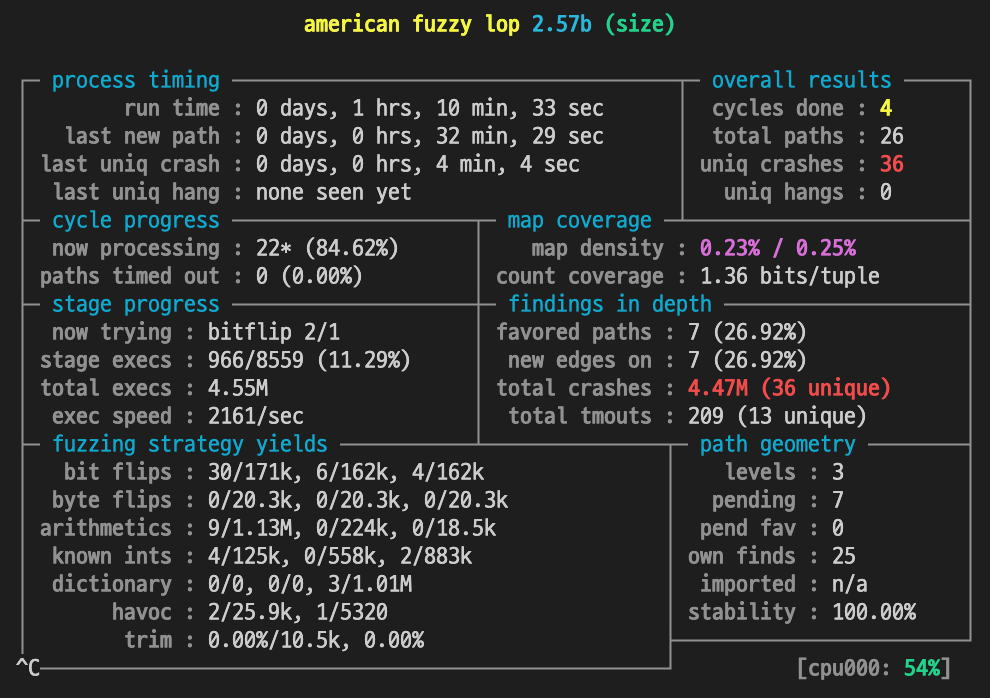 american fuzzy lop 2.57b (size)
process timing
overall results
run time : 0 days, 1 hrs, 10 min, 33 sec
cycles done : 4
last new path : 0 days, 0 hrs, 32 min, 29 sec
total paths : 26
last uniq crash : 0 days, 0 hrs, 4 min, 4 sec
uniq crashes : 36
last uniq hang : none seen yet
uniq hangs : 0
cycle progress
map coverage
now processing : 22* (84.62%)
map density : 0.23% / 0.25%
paths timed out : 0 (0.00%)
count coverage : 1.36 bits/tuple
stage progress
findings in depth
now trying : bitflip 2/1
favored paths : 7 (26.92%)
stage execs : 966/8559 (11.29%)
new edges on : 7 (26.92%)
total execs : 4.55M
total crashes : 4.47M (36 unique)
exec speed : 2161/sec
total tmouts : 209 (13 unique)
fuzzing strategy yields
path geometry
bit flips : 30/171k, 6/162k, 4/162k
levels : 3
byte flips : 0/20.3k, 0/20.3k, 0/20.3k
pending : 7
arithmetics : 9/1.13M, 0/224k, 0/18.5k
pend fav : 0
known ints : 4/125k, 0/558k, 2/883k
own finds : 25
dictionary : 0/0, 0/0, 3/1.01M
imported : n/a
havoc : 2/25.9k, 1/5320
stability : 100.00%
trim : 0.00%/10.5k, 0.00%
^C
[cpu000: 54%]